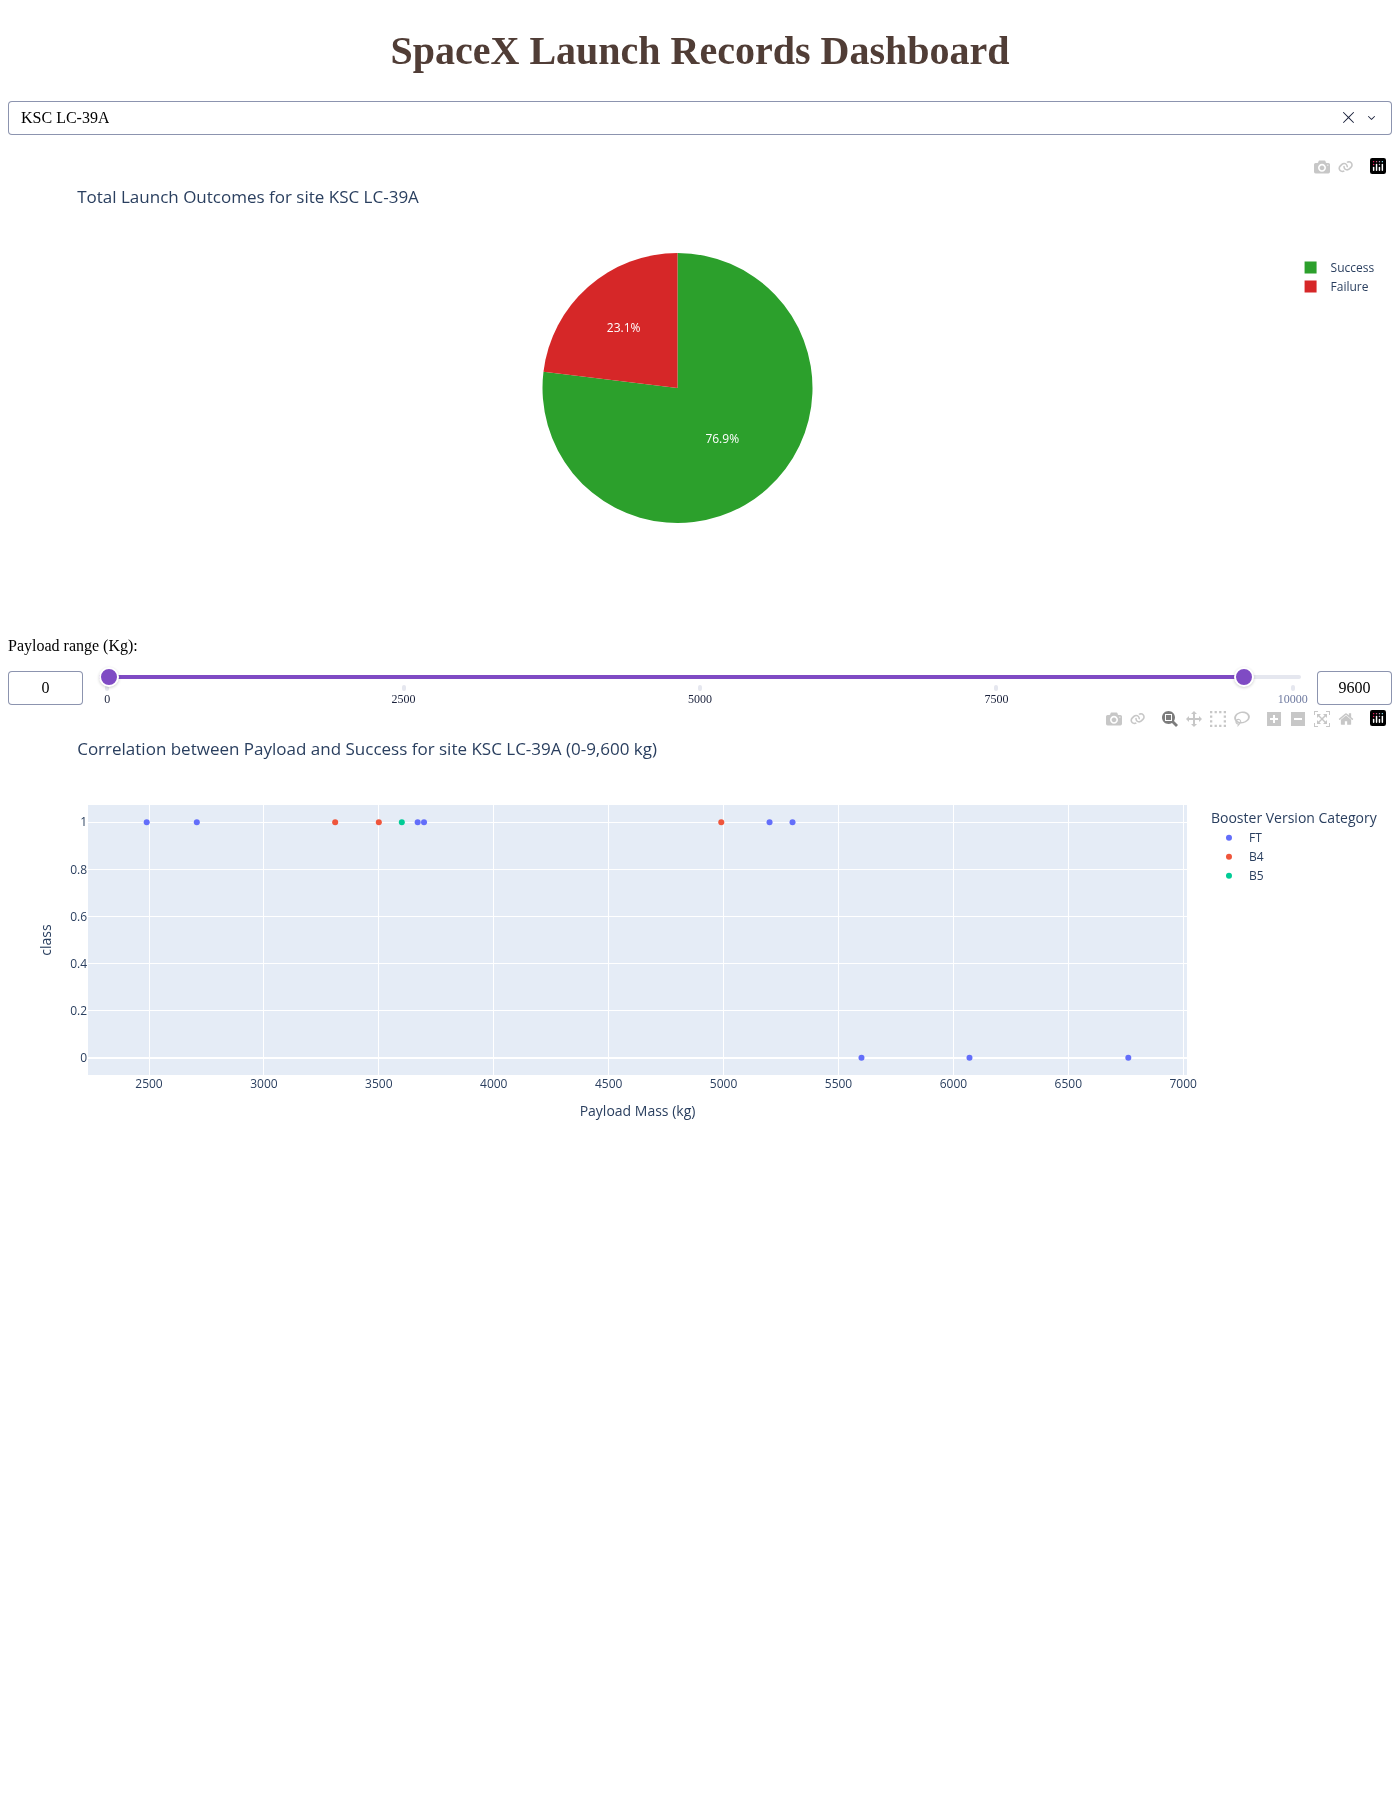 SpaceX Launch Records Dashboard
KSC LC-39A
Total Launch Outcomes for site KSC LC-39A
Success
Failure
23.1%
76.9%
Payload range (Kg):
0
9600
0 2500 5000 7500 10000
Correlation between Payload and Success for site KSC LC-39A (0-9,600 kg)
Booster Version Category
FT
B4
B5
1
0.8
0.6
0.4
0.2
0
class
2500 3000 3500 4000 4500 5000 5500 6000 6500 7000
Payload Mass (kg)